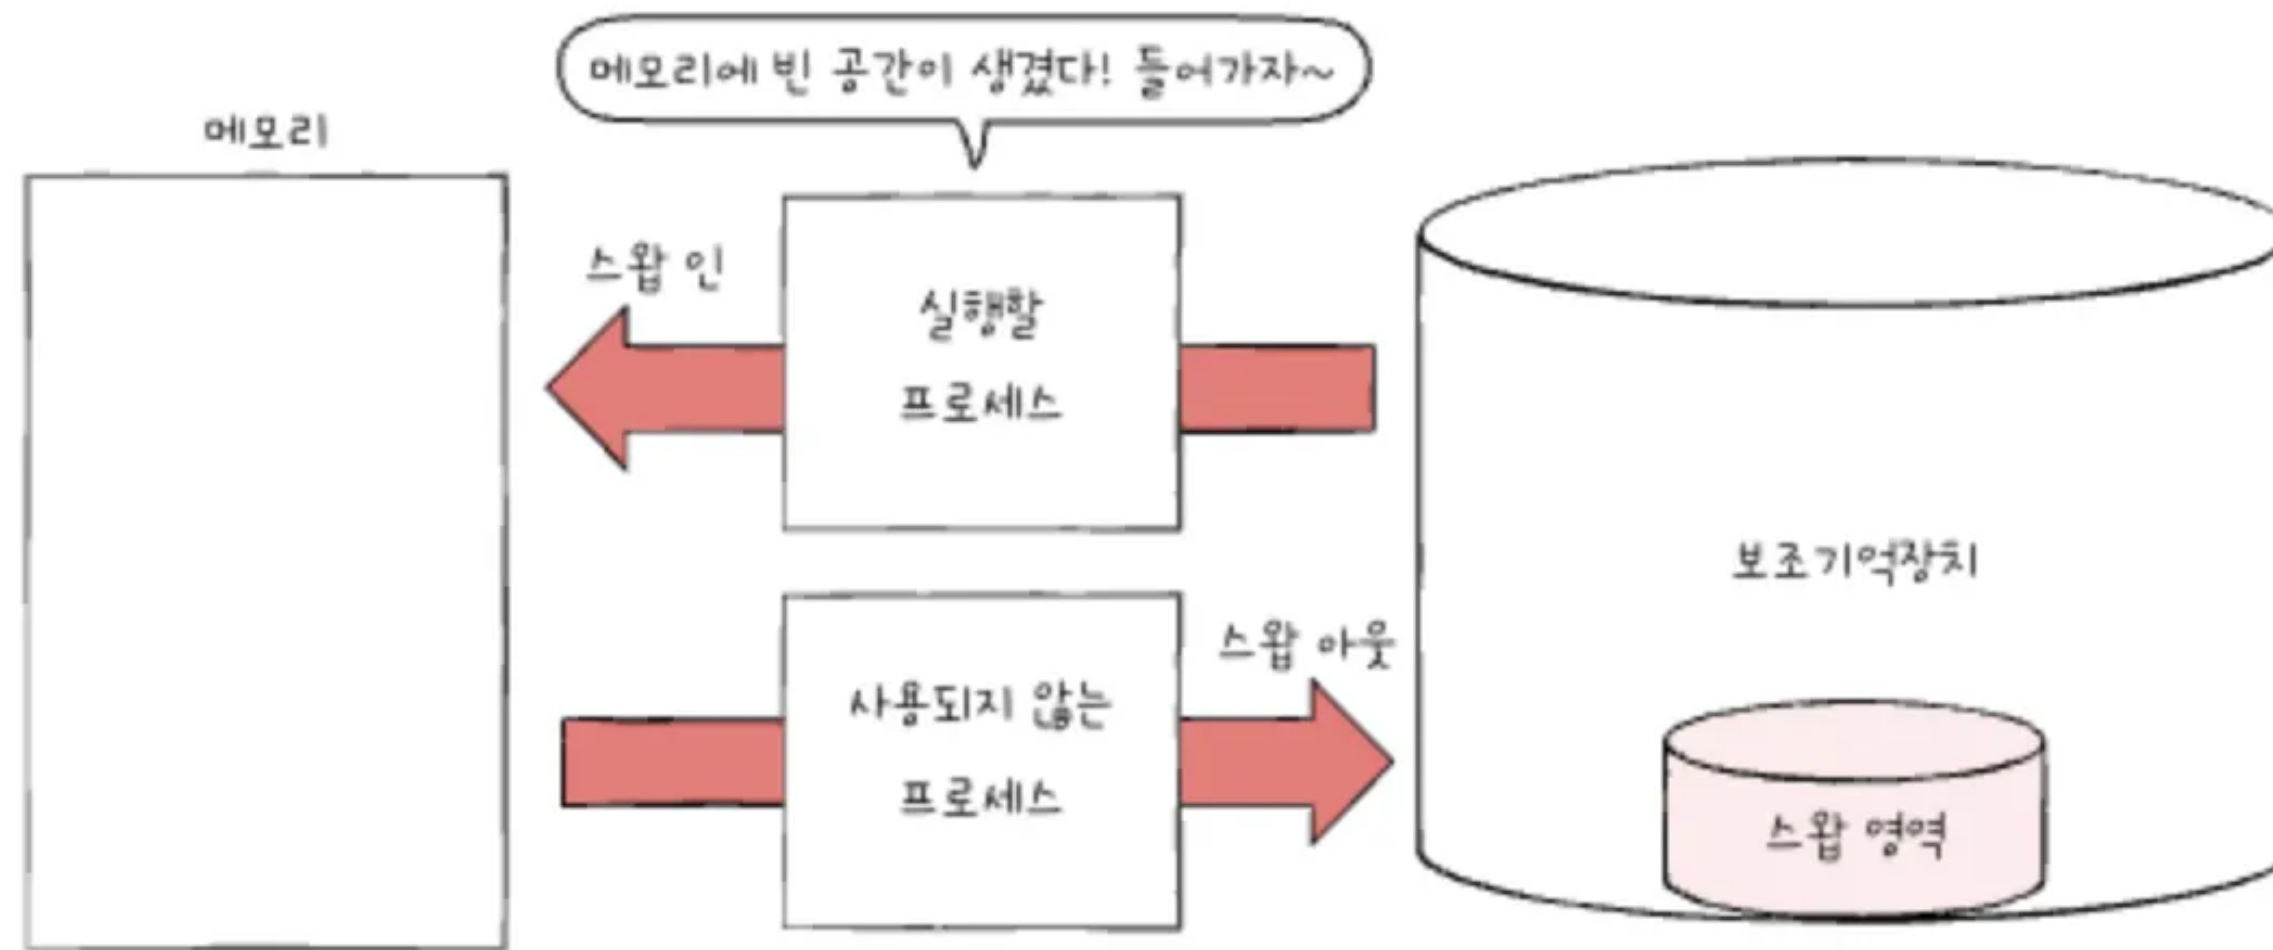 메모리에 빈 공간이 생겼다! 들어가자~
메모리
스왑 인
실행할
프로세스
보조기억장치
스왑 아웃
사용되지 않는
프로세스
스왑 영역